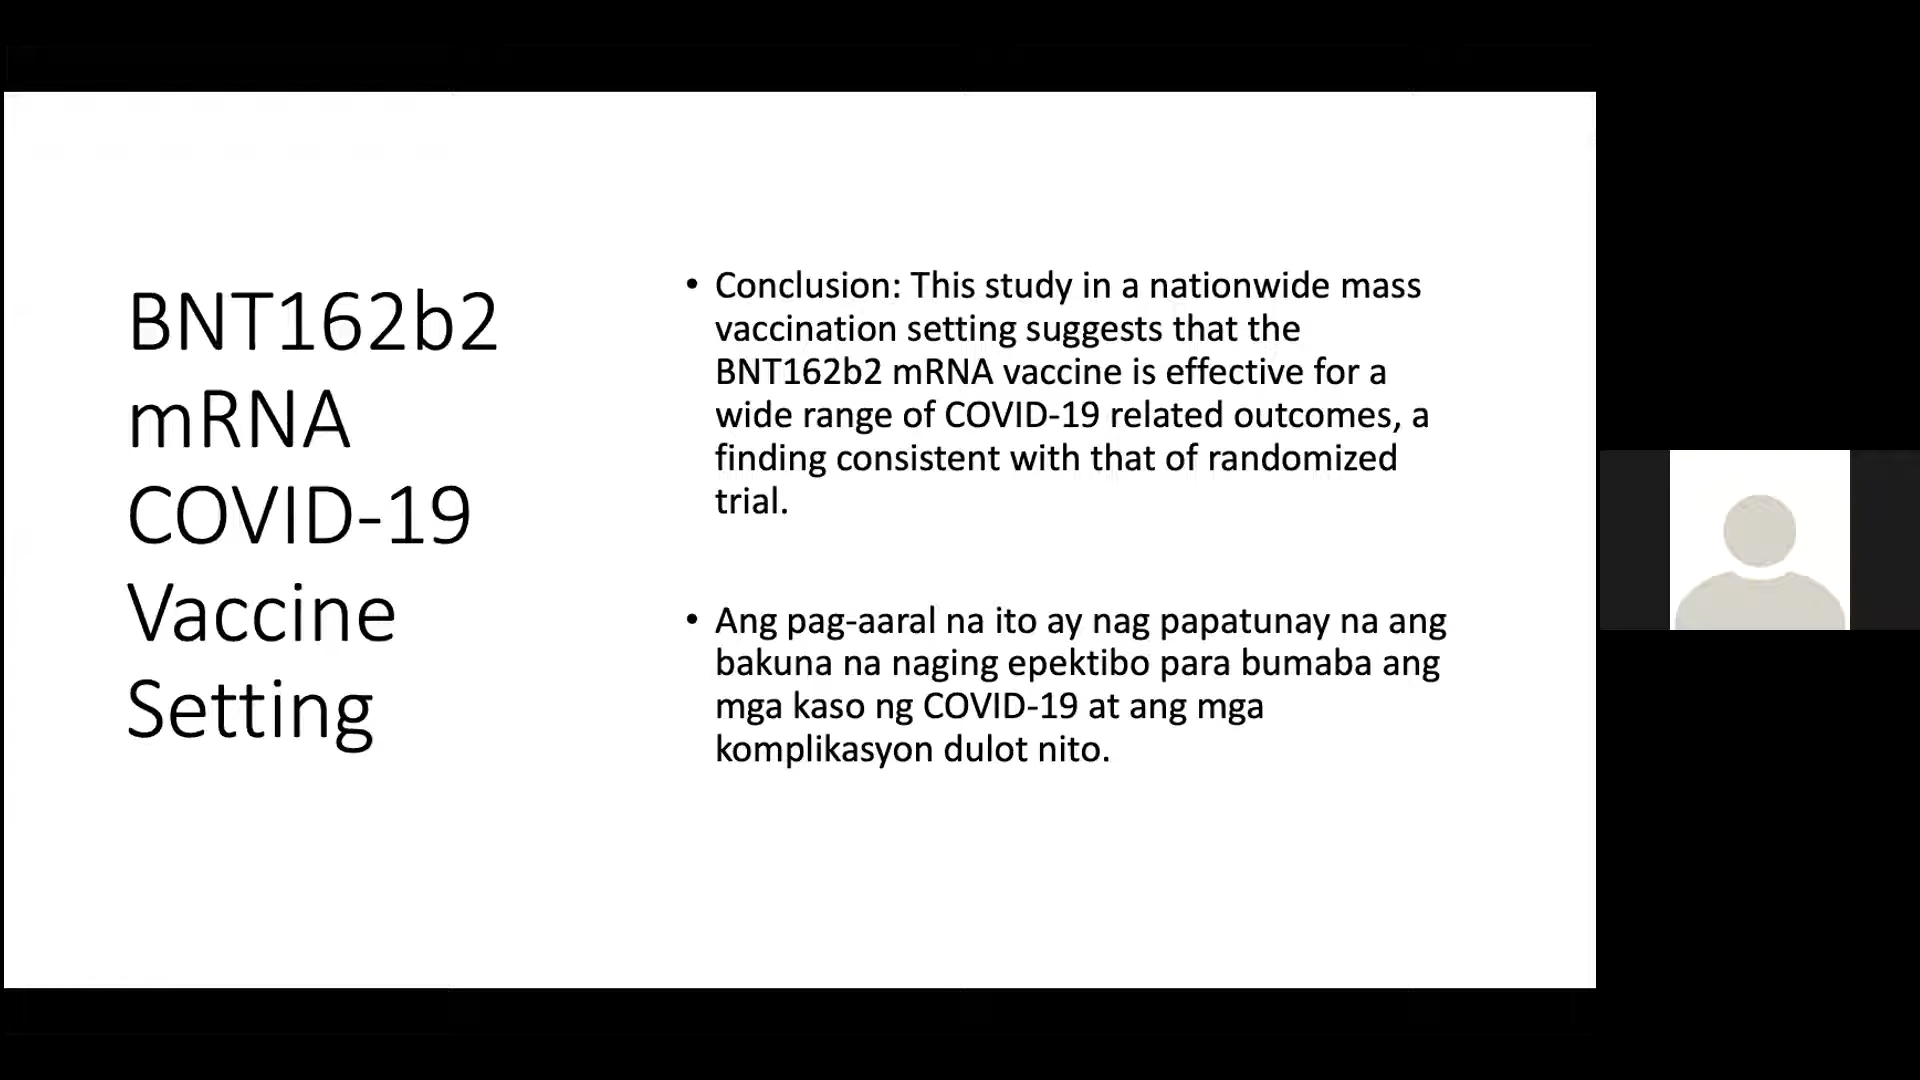 BNT162b2
mRNA
COVID-19
Vaccine
Setting
• Conclusion: This study in a nationwide mass
vaccination setting suggests that the
BNT162b2 mRNA vaccine is effective for a
wide range of COVID-19 related outcomes, a
finding consistent with that of randomized
trial.
• Ang pag-aaral na ito ay nag papatunay na ang
bakuna na naging epektibo para bumaba ang
mga kaso ng COVID-19 at ang mga
komplikasyon dulot nito.